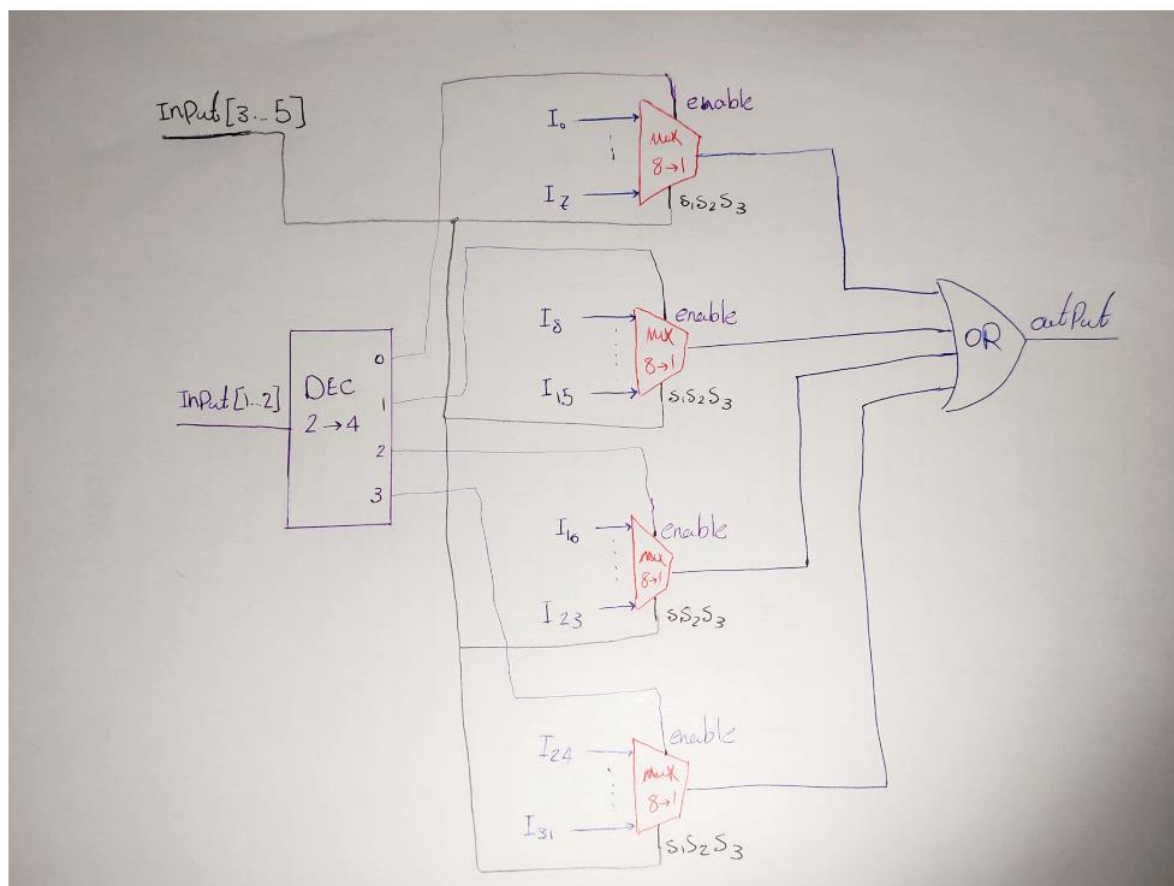 InPut[3..5]
enable
I₀
Mux
8→1
I₇
S₁S₂S₃
enable
I₈
Mux
8→1
I₁₅
S₁S₂S₃
OR
outPut
InPut[1..2]
DEC
2→4
0
1
2
3
enable
I₁₆
Mux
8→1
I₂₃
S₁S₂S₃
enable
I₂₄
Mux
8→1
I₃₁
S₁S₂S₃